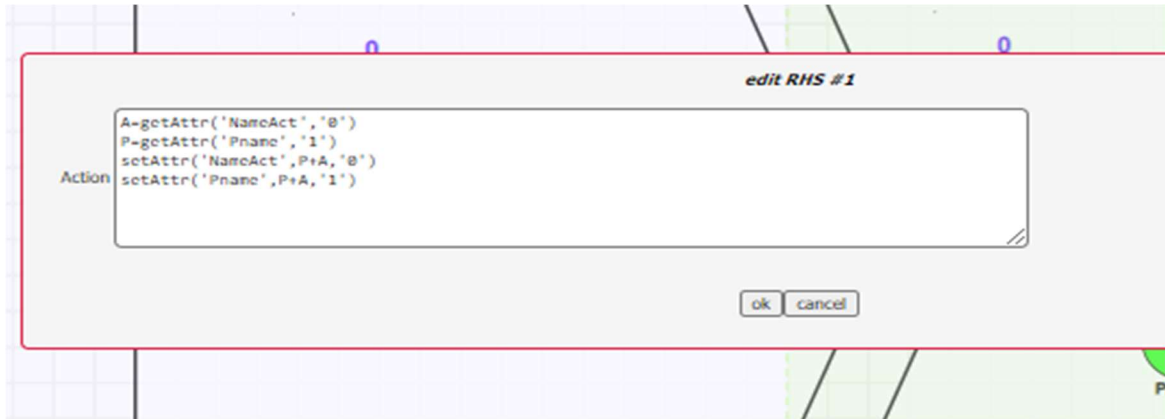 0
0
edit RHS #1
A=getAttr('NameAct','0')
P=getAttr('Pname','1')
setAttr('NameAct',P+A,'0')
Action
setAttr('Pname',P+A,'1')
ok
cancel
P